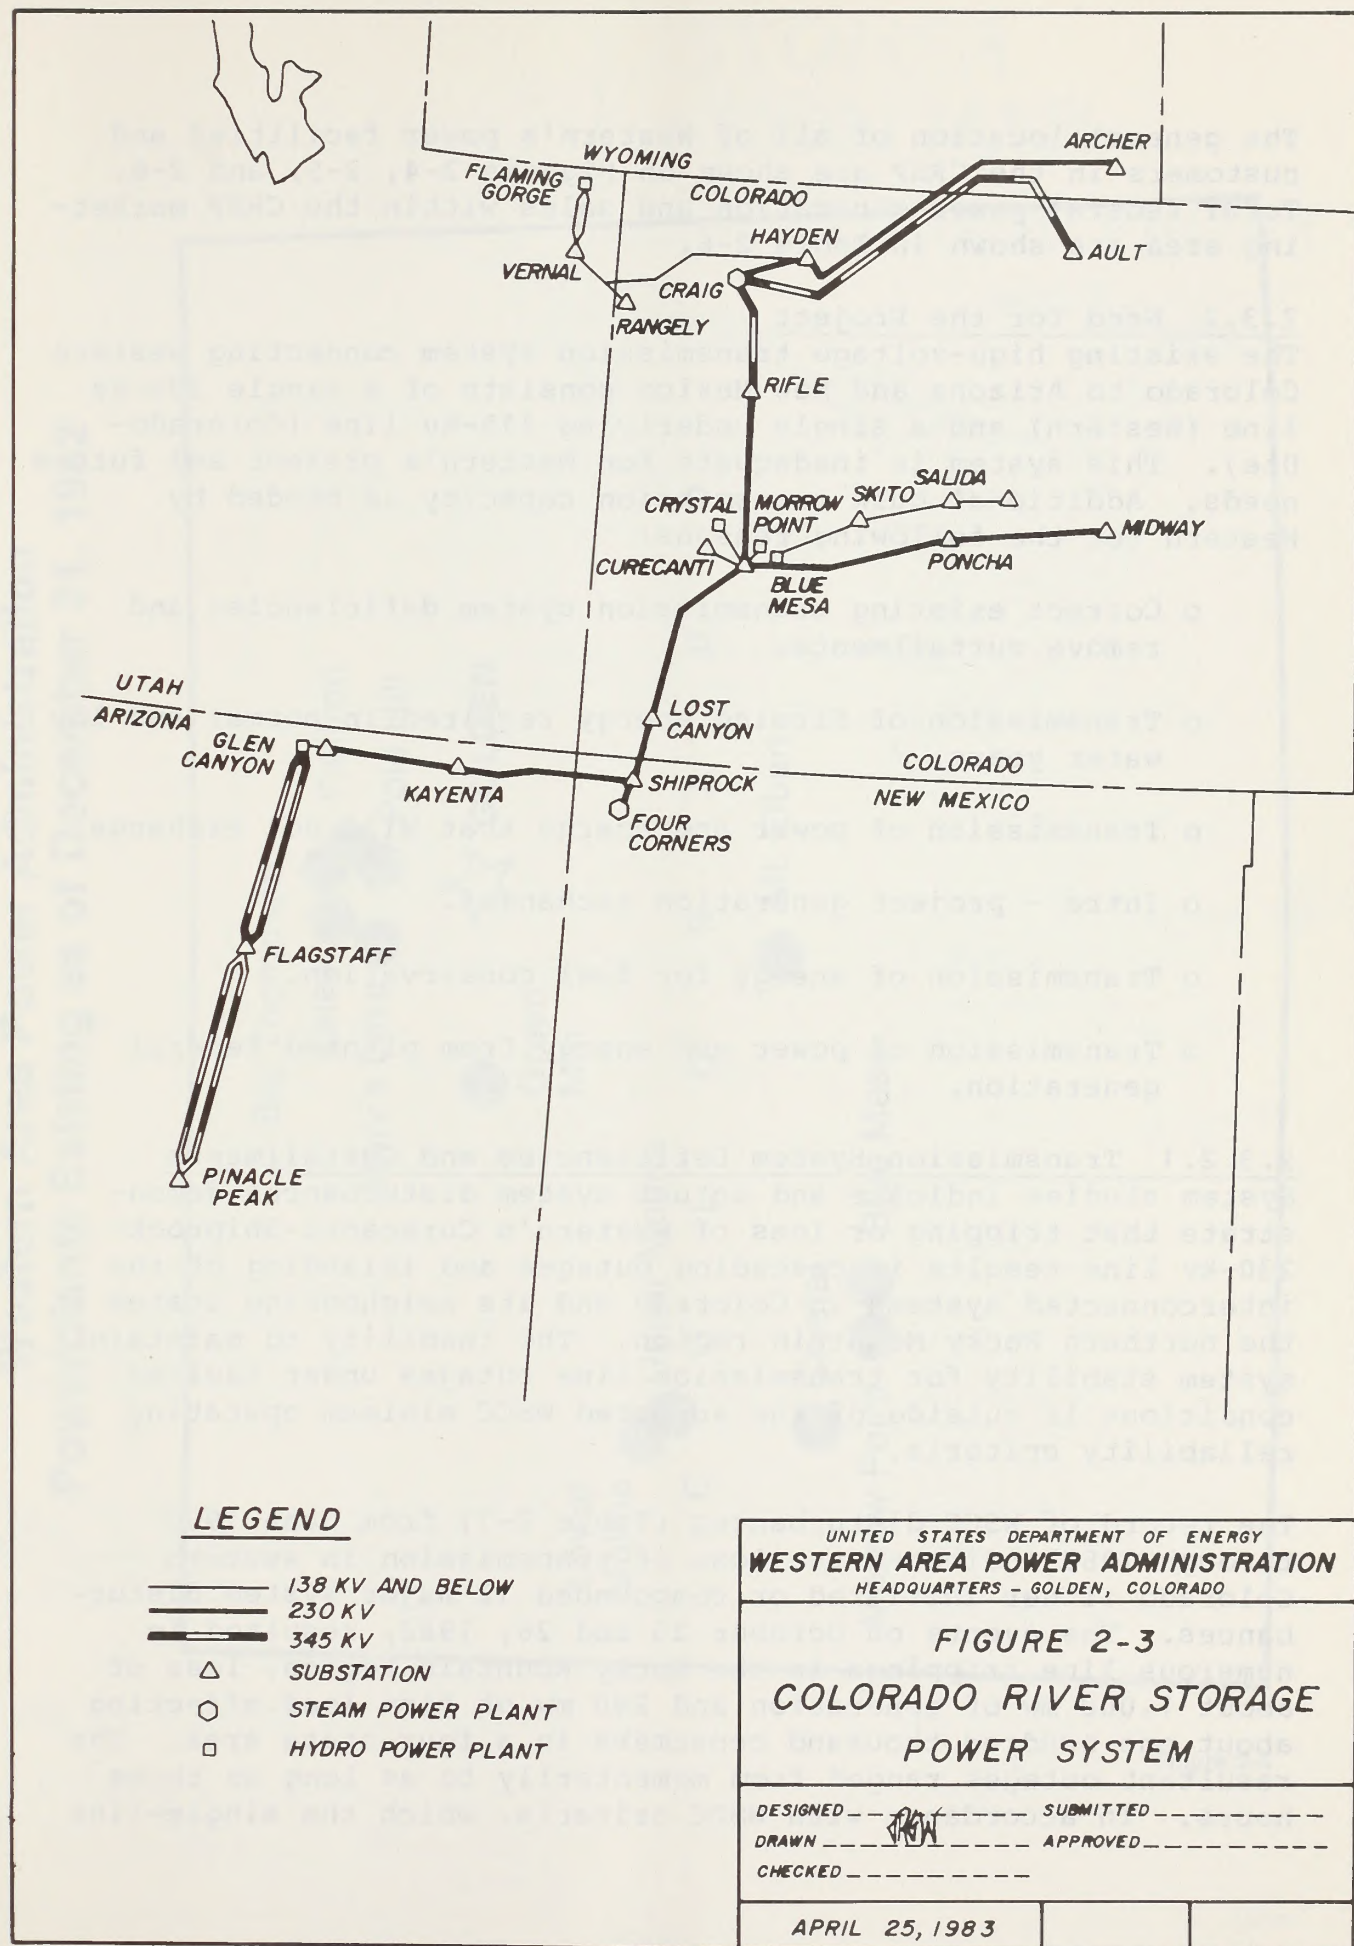 WYOMING
COLORADO
ARCHER
FLAMING
GORGE
HAYDEN
AULT
VERNAL
CRAIG
RANGELY
RIFLE
CRYSTAL
MORROW
POINT
SKITO
SALIDA
MIDWAY
CURECANTI
PONCHA
BLUE
MESA
UTAH
ARIZONA
LOST
CANYON
GLEN
CANYON
COLORADO
NEW MEXICO
KAYENTA
SHIPROCK
FOUR
CORNERS
FLAGSTAFF
PINACLE
PEAK
LEGEND
138 KV AND BELOW
230 KV
345 KV
SUBSTATION
STEAM POWER PLANT
HYDRO POWER PLANT
UNITED STATES DEPARTMENT OF ENERGY
WESTERN AREA POWER ADMINISTRATION
HEADQUARTERS – GOLDEN, COLORADO
FIGURE 2-3
COLORADO RIVER STORAGE
POWER SYSTEM
DESIGNED SUBMITTED
DRAWN APPROVED
CHECKED
APRIL 25, 1983